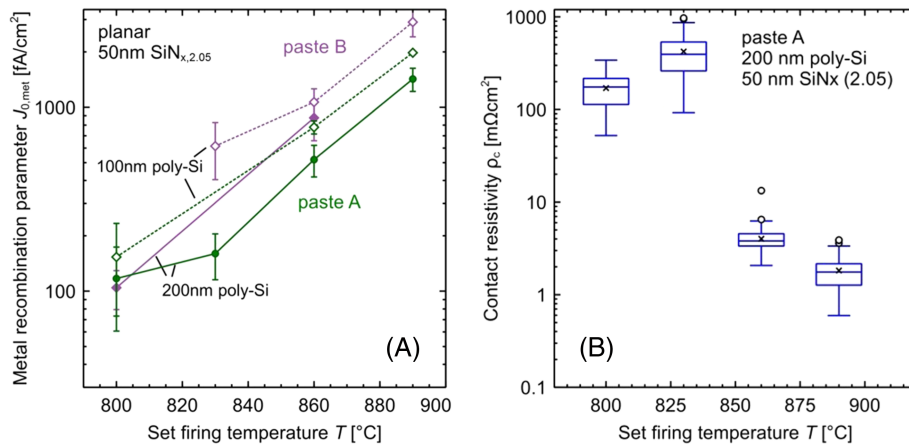 Metal recombination parameter J0,met [fA/cm²]
1000
100
planar
50nm SiNx,2.05
paste B
100nm poly-Si
paste A
200nm poly-Si
(A)
800 820 840 860 880 900
Set firing temperature T [°C]
Contact resistivity ρc [mΩcm²]
1000
100
10
1
0.1
paste A
200 nm poly-Si
50 nm SiNx (2.05)
(B)
800 825 850 875 900
Set firing temperature T [°C]